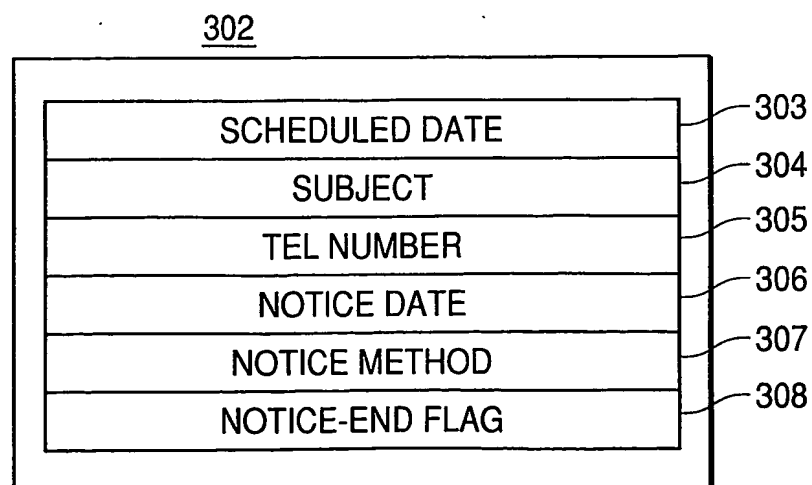 302
SCHEDULED DATE 303
SUBJECT 304
TEL NUMBER 305
NOTICE DATE 306
NOTICE METHOD 307
NOTICE-END FLAG 308